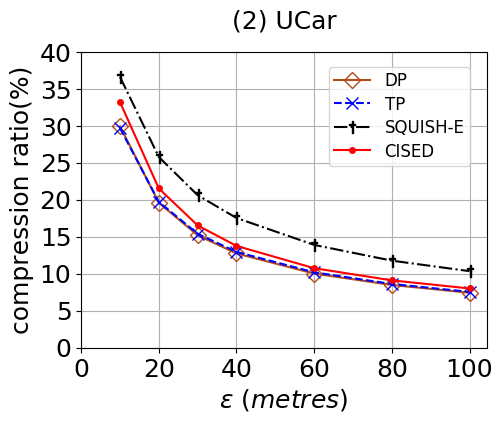 (2) UCar
compression ratio(%)
40
35
30
25
20
15
10
5
0
DP
TP
SQUISH-E
CISED
0 20 40 60 80 100
ε (metres)